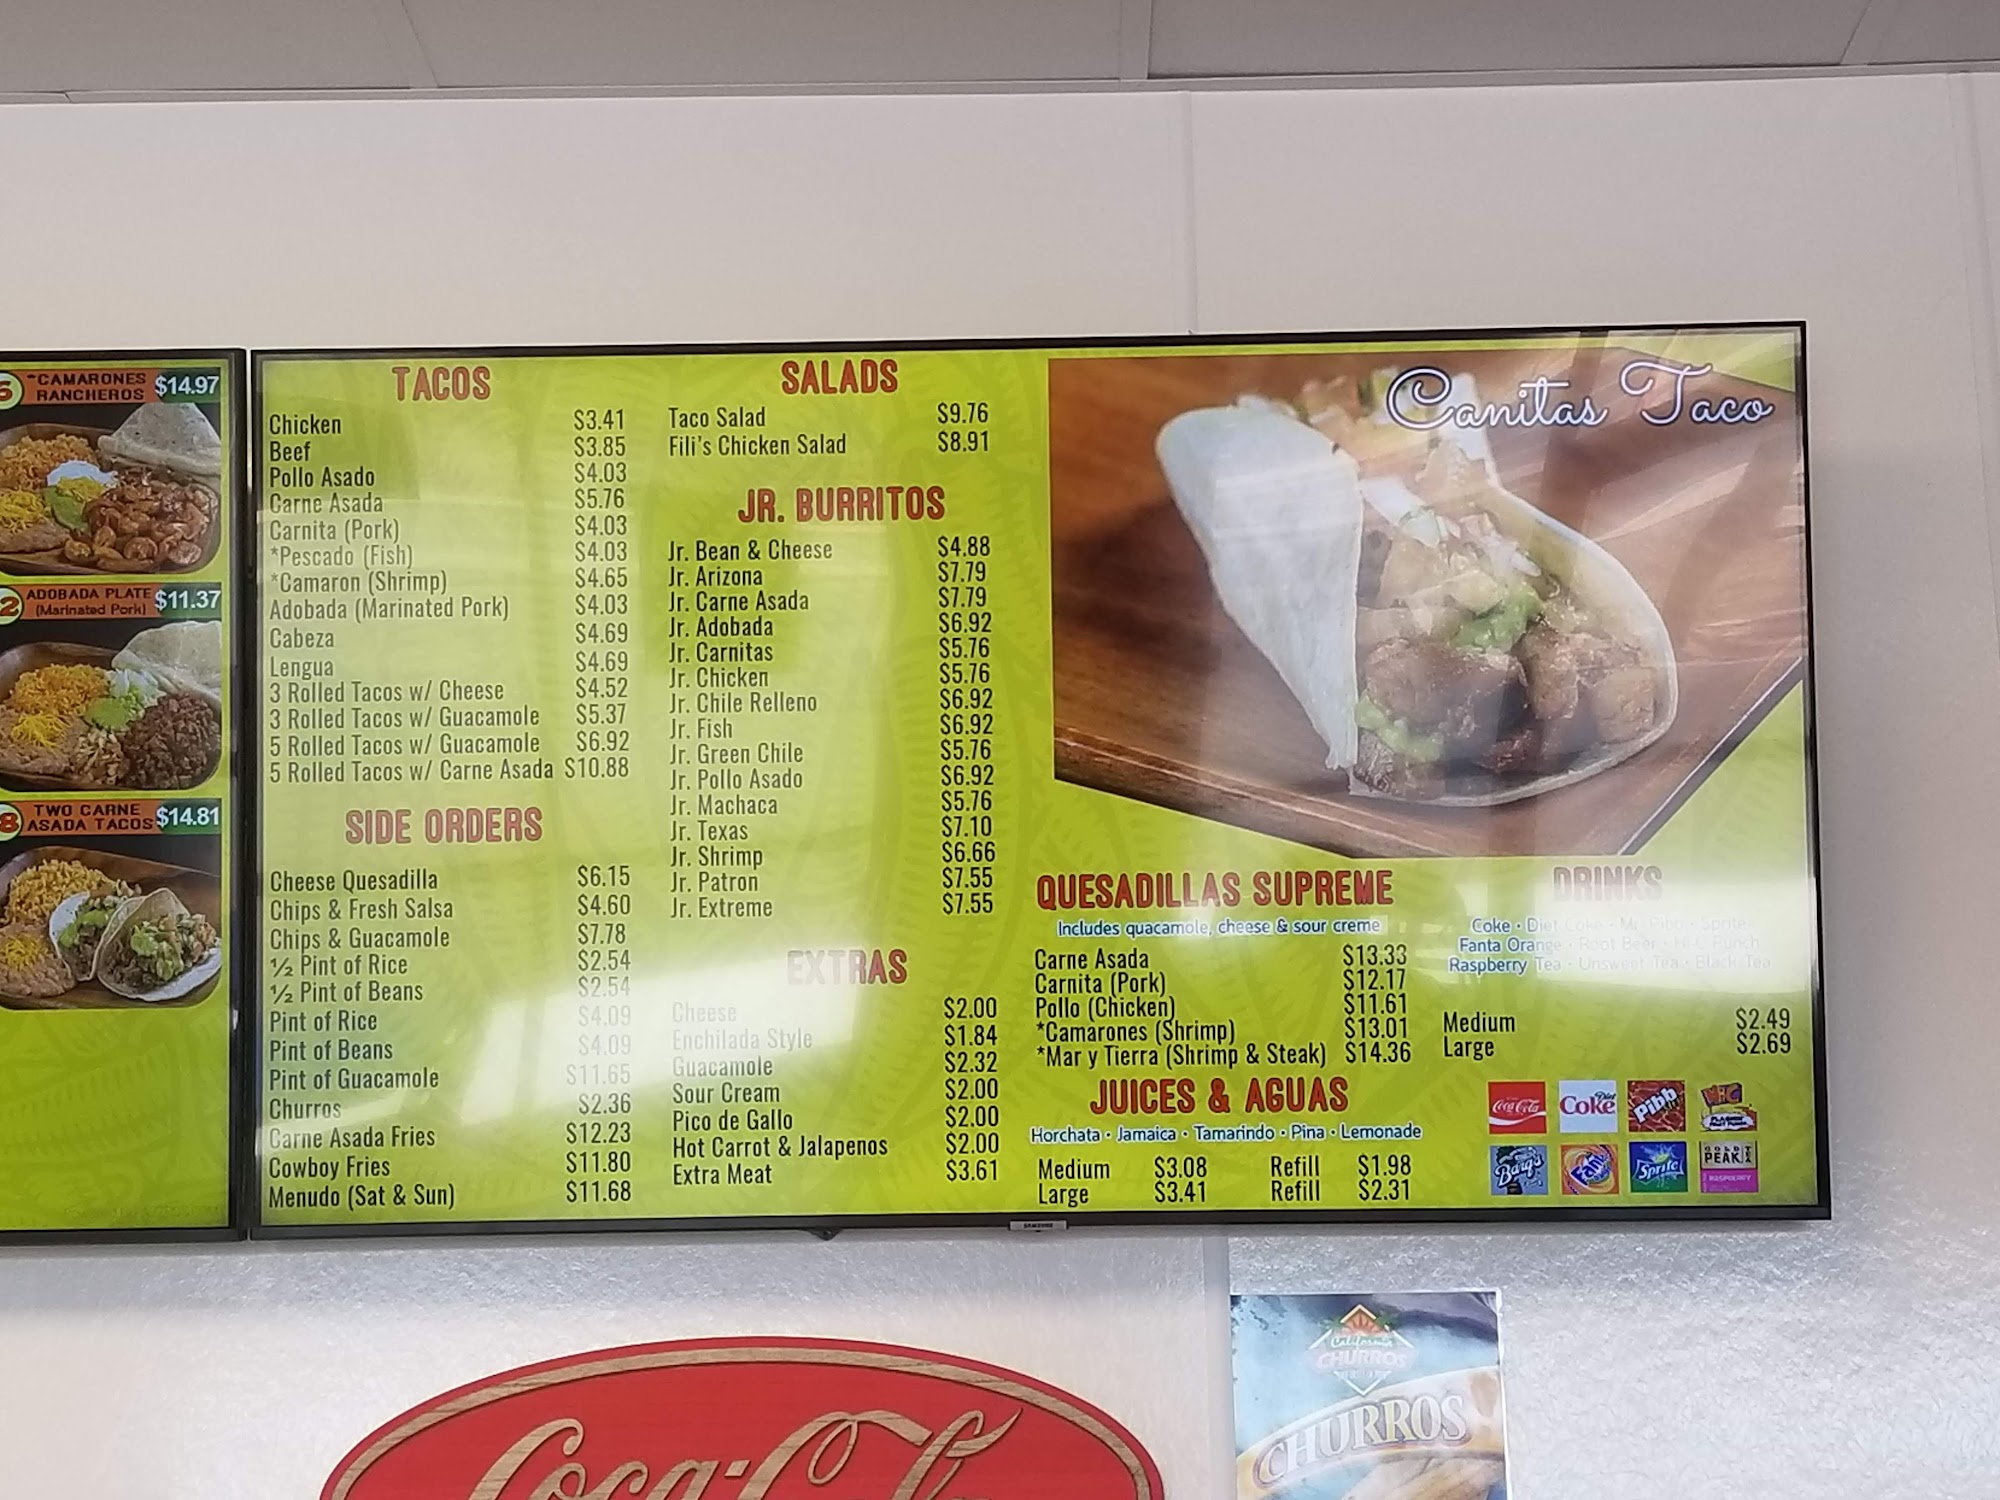 6 *CAMARONES RANCHEROS $14.97
2 ADOBADA PLATE (Marinated Pork) $11.37
8 TWO CARNE ASADA TACOS $14.81
TACOS
Chicken $3.41
Beef $3.85
Pollo Asado $4.03
Carne Asada $5.76
Carnita (Pork) $4.03
*Pescado (Fish) $4.03
*Camaron (Shrimp) $4.65
Adobada (Marinated Pork) $4.03
Cabeza $4.69
Lengua $4.69
3 Rolled Tacos w/ Cheese $4.52
3 Rolled Tacos w/ Guacamole $5.37
5 Rolled Tacos w/ Guacamole $6.92
5 Rolled Tacos w/ Carne Asada $10.88
SIDE ORDERS
Cheese Quesadilla $6.15
Chips & Fresh Salsa $4.60
Chips & Guacamole $7.78
½ Pint of Rice $2.54
½ Pint of Beans $2.54
Pint of Rice $4.09
Pint of Beans $4.09
Pint of Guacamole $11.65
Churros $2.36
Carne Asada Fries $12.23
Cowboy Fries $11.80
Menudo (Sat & Sun) $11.68
SALADS
Taco Salad $9.76
Fili's Chicken Salad $8.91
JR. BURRITOS
Jr. Bean & Cheese $4.88
Jr. Arizona $7.79
Jr. Carne Asada $7.79
Jr. Adobada $6.92
Jr. Carnitas $5.76
Jr. Chicken $5.76
Jr. Chile Relleno $6.92
Jr. Fish $6.92
Jr. Green Chile $5.76
Jr. Pollo Asado $6.92
Jr. Machaca $5.76
Jr. Texas $7.10
Jr. Shrimp $6.66
Jr. Patron $7.55
Jr. Extreme $7.55
EXTRAS
Cheese $2.00
Enchilada Style $1.84
Guacamole $2.32
Sour Cream $2.00
Pico de Gallo $2.00
Hot Carrot & Jalapenos $2.00
Extra Meat $3.61
Canitas Taco
QUESADILLAS SUPREME
Includes quacamole, cheese & sour creme
Carne Asada $13.33
Carnita (Pork) $12.17
Pollo (Chicken) $11.61
*Camarones (Shrimp) $13.01
*Mar y Tierra (Shrimp & Steak) $14.36
JUICES & AGUAS
Horchata • Jamaica • Tamarindo • Pina • Lemonade
Medium $3.08 Refill $1.98
Large $3.41 Refill $2.31
DRINKS
Coke • Diet Coke • Mr Pibb • Sprite
Fanta Orange • Root Beer • Hi-C Punch
Raspberry Tea • Unsweet Tea • Black Tea
Medium $2.49
Large $2.69
Coca-Cola
Diet Coke
Pibb
Barq's
Fanta
Sprite
GOLD PEAK
RASPBERRY
SAMSUNG
Coca-Cola
CHURROS
CHURROS